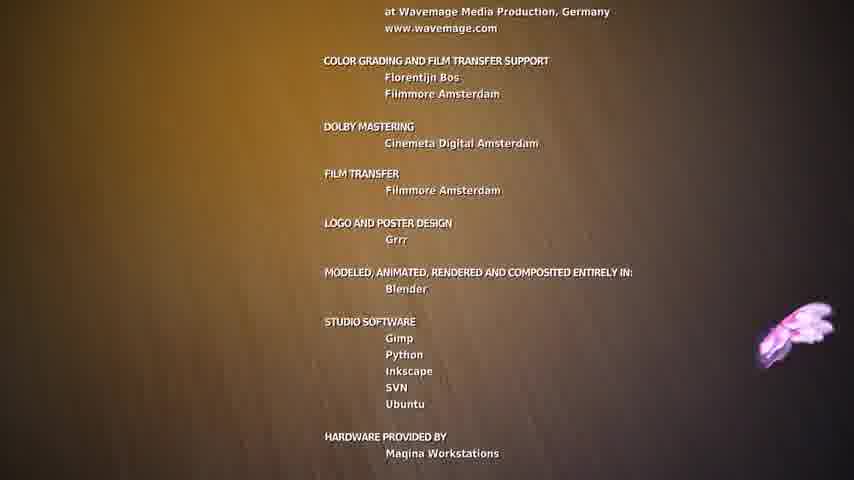 at Wavemage Media Production, Germany
www.wavemage.com
COLOR GRADING AND FILM TRANSFER SUPPORT
Florentijn Bos
Filmmore Amsterdam
DOLBY MASTERING
Cinemeta Digital Amsterdam
FILM TRANSFER
Filmmore Amsterdam
LOGO AND POSTER DESIGN
Grrr
MODELED, ANIMATED, RENDERED AND COMPOSITED ENTIRELY IN:
Blender
STUDIO SOFTWARE
Gimp
Python
Inkscape
SVN
Ubuntu
HARDWARE PROVIDED BY
Maqina Workstations